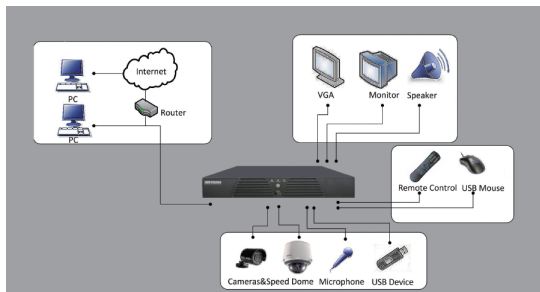 Internet
PC
Router
PC
VGA
Monitor
Speaker
Remote Control
USB Mouse
Cameras&Speed Dome
Microphone
USB Device